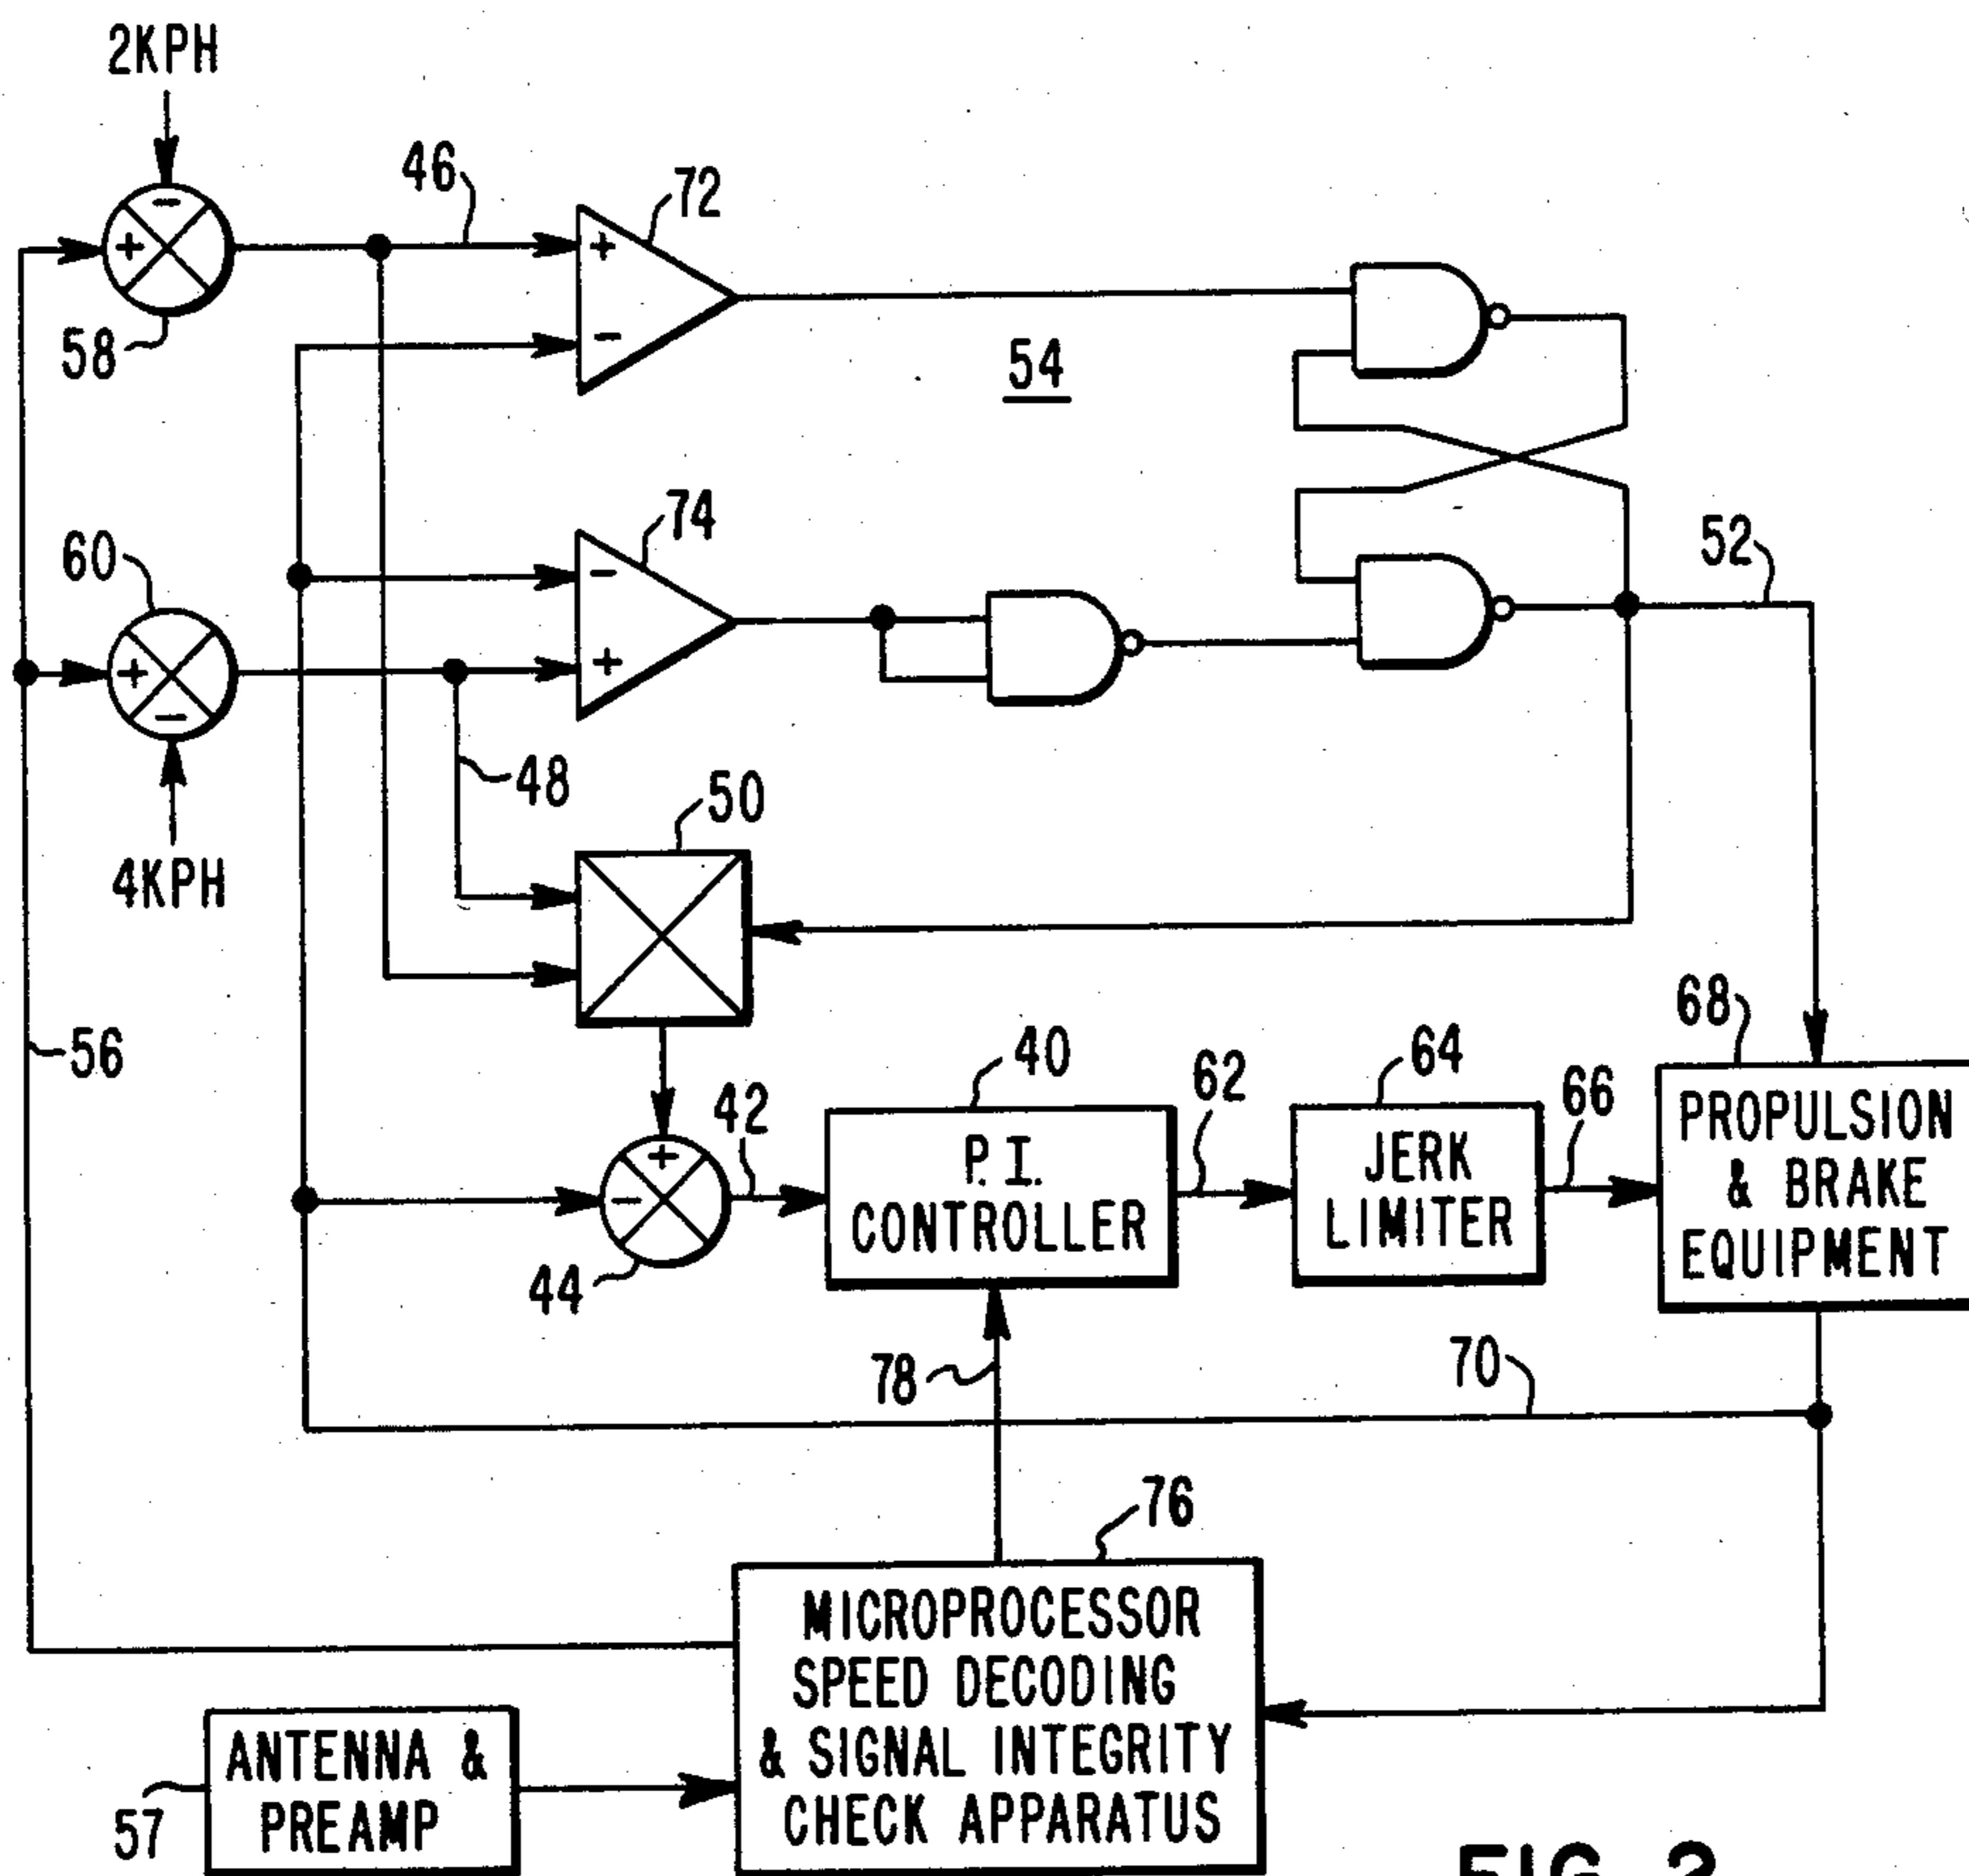 2KPH
46
72
58
54
74
60
52
48
50
4KPH
56
68
40
64
42
62
66
PROPULSION
& BRAKE
EQUIPMENT
P.I.
CONTROLLER
JERK
LIMITER
44
78
70
76
MICROPROCESSOR
SPEED DECODING
& SIGNAL INTEGRITY
CHECK APPARATUS
ANTENNA &
PREAMP
57